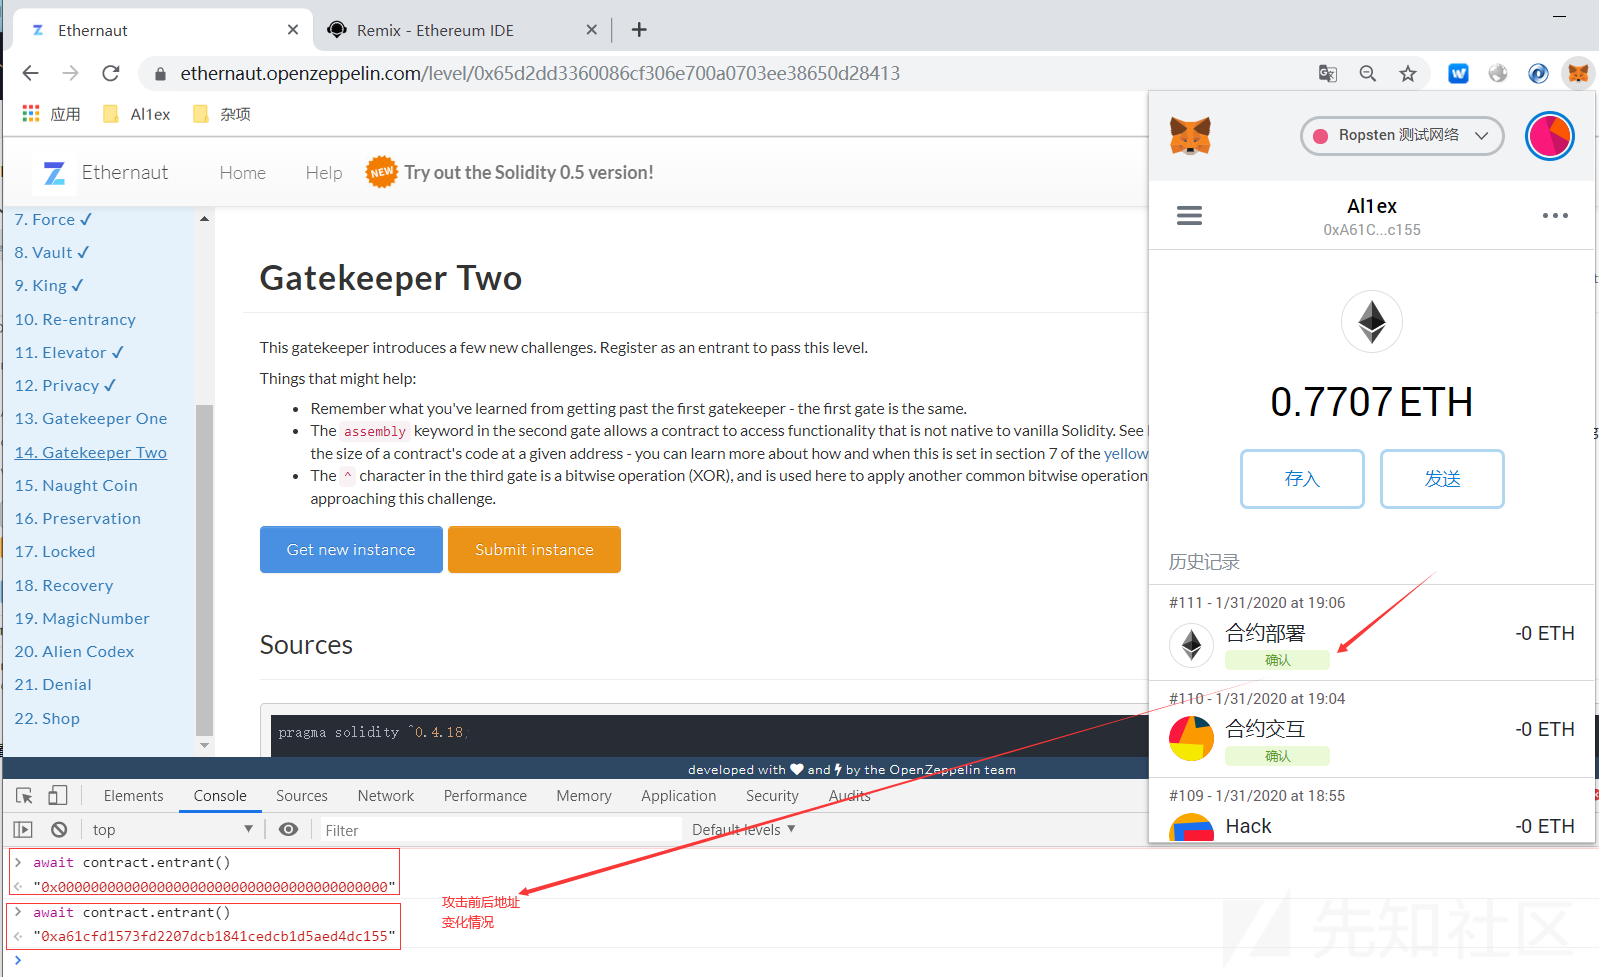 Ethernaut
Remix - Ethereum IDE
ethernaut.openzeppelin.com/level/0x65d2dd3360086cf306e700a0703ee38650d28413
应用
Al1ex
杂项
Ethernaut
Home
Help
NEW
Try out the Solidity 0.5 version!
7. Force ✓
8. Vault ✓
9. King ✓
10. Re-entrancy
11. Elevator ✓
12. Privacy ✓
13. Gatekeeper One
14. Gatekeeper Two
15. Naught Coin
16. Preservation
17. Locked
18. Recovery
19. MagicNumber
20. Alien Codex
21. Denial
22. Shop
Gatekeeper Two
This gatekeeper introduces a few new challenges. Register as an entrant to pass this level.
Things that might help:
• Remember what you've learned from getting past the first gatekeeper - the first gate is the same.
• The assembly keyword in the second gate allows a contract to access functionality that is not native to vanilla Solidity. See
the size of a contract's code at a given address - you can learn more about how and when this is set in section 7 of the yellow
• The ^ character in the third gate is a bitwise operation (XOR), and is used here to apply another common bitwise operation
approaching this challenge.
Get new instance
Submit instance
Sources
pragma solidity ^0.4.18;
developed with ♥ and by the OpenZeppelin team
Ropsten 测试网络
Al1ex
0xA61C...c155
0.7707 ETH
存入
发送
历史记录
#111 - 1/31/2020 at 19:06
合约部署
-0 ETH
确认
#110 - 1/31/2020 at 19:04
合约交互
-0 ETH
确认
#109 - 1/31/2020 at 18:55
Hack
-0 ETH
Elements
Console
Sources
Network
Performance
Memory
Application
Security
Audits
top
Filter
Default levels
> await contract.entrant()
"0x0000000000000000000000000000000000000000"
> await contract.entrant()
"0xa61cfd1573fd2207dcb1841cedcb1d5aed4dc155"
>
攻击前后地址
变化情况
先知社区